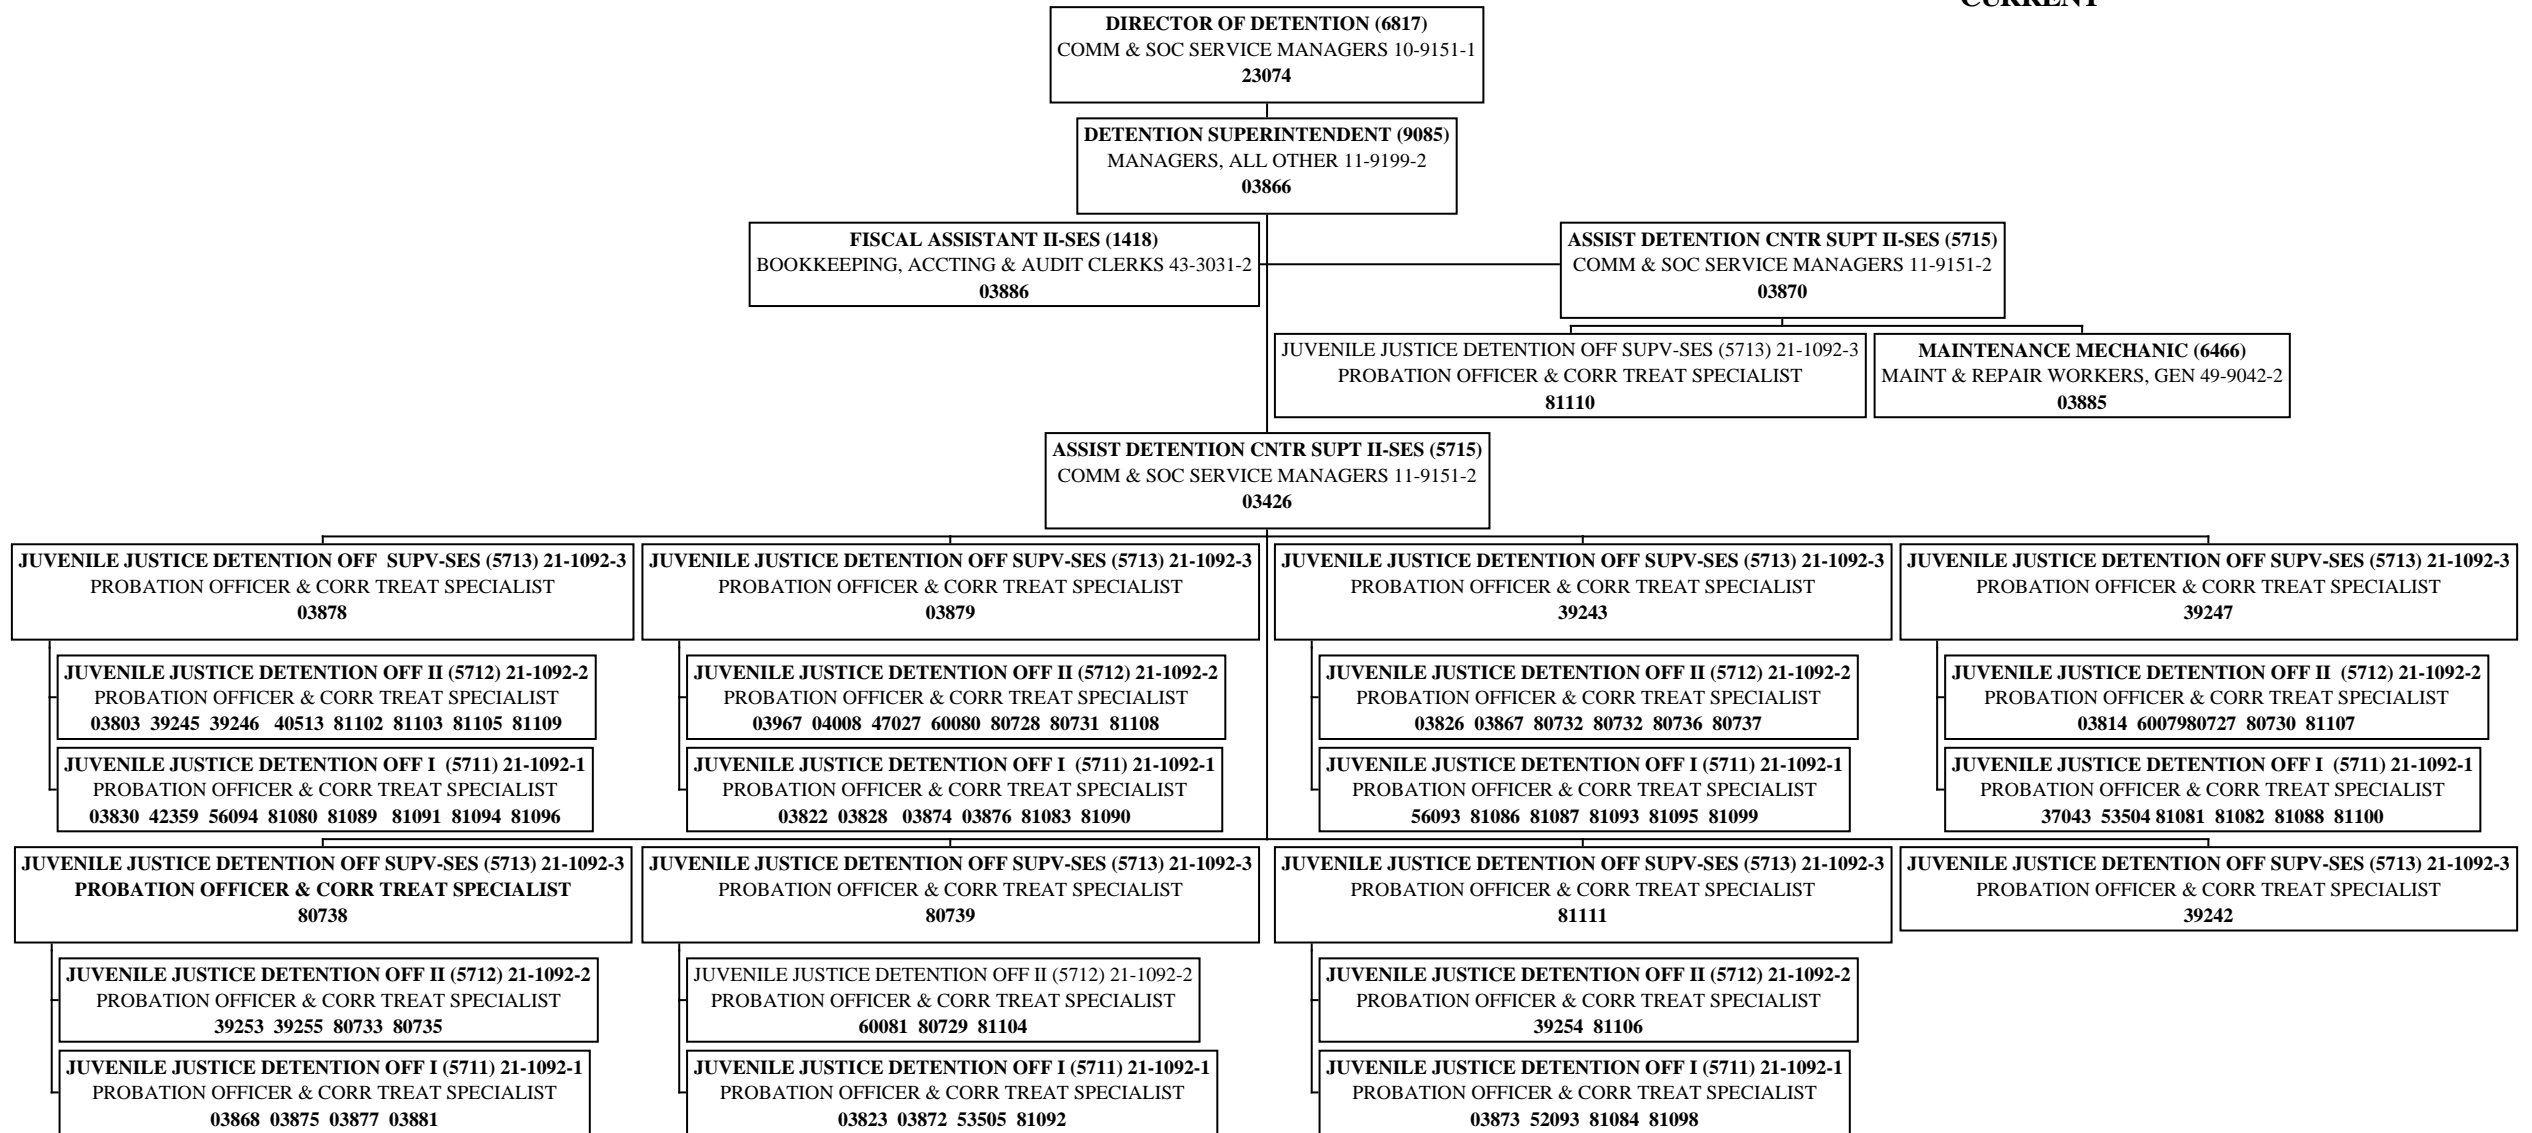 CURRENT
DIRECTOR OF DETENTION (6817)
COMM & SOC SERVICE MANAGERS 10-9151-1
23074
DETENTION SUPERINTENDENT (9085)
MANAGERS, ALL OTHER 11-9199-2
03866
FISCAL ASSISTANT II-SES (1418)
BOOKKEEPING, ACCTING & AUDIT CLERKS 43-3031-2
03886
ASSIST DETENTION CNTR SUPT II-SES (5715)
COMM & SOC SERVICE MANAGERS 11-9151-2
03870
JUVENILE JUSTICE DETENTION OFF SUPV-SES (5713) 21-1092-3
PROBATION OFFICER & CORR TREAT SPECIALIST
81110
MAINTENANCE MECHANIC (6466)
MAINT & REPAIR WORKERS, GEN 49-9042-2
03885
ASSIST DETENTION CNTR SUPT II-SES (5715)
COMM & SOC SERVICE MANAGERS 11-9151-2
03426
JUVENILE JUSTICE DETENTION OFF  SUPV-SES (5713) 21-1092-3
PROBATION OFFICER & CORR TREAT SPECIALIST
03878
JUVENILE JUSTICE DETENTION OFF II (5712) 21-1092-2
PROBATION OFFICER & CORR TREAT SPECIALIST
03803  39245  39246   40513  81102  81103  81105  81109
JUVENILE JUSTICE DETENTION OFF I  (5711) 21-1092-1
PROBATION OFFICER & CORR TREAT SPECIALIST
03830  42359  56094  81080  81089   81091  81094  81096
JUVENILE JUSTICE DETENTION OFF SUPV-SES (5713) 21-1092-3
PROBATION OFFICER & CORR TREAT SPECIALIST
03879
JUVENILE JUSTICE DETENTION OFF II (5712) 21-1092-2
PROBATION OFFICER & CORR TREAT SPECIALIST
03967  04008  47027  60080  80728  80731  81108
JUVENILE JUSTICE DETENTION OFF I  (5711) 21-1092-1
PROBATION OFFICER & CORR TREAT SPECIALIST
03822  03828   03874  03876  81083  81090
JUVENILE JUSTICE DETENTION OFF SUPV-SES (5713) 21-1092-3
PROBATION OFFICER & CORR TREAT SPECIALIST
39243
JUVENILE JUSTICE DETENTION OFF II (5712) 21-1092-2
PROBATION OFFICER & CORR TREAT SPECIALIST
03826  03867  80732  80732  80736  80737
JUVENILE JUSTICE DETENTION OFF I (5711) 21-1092-1
PROBATION OFFICER & CORR TREAT SPECIALIST
56093  81086  81087  81093  81095  81099
JUVENILE JUSTICE DETENTION OFF SUPV-SES (5713) 21-1092-3
PROBATION OFFICER & CORR TREAT SPECIALIST
39247
JUVENILE JUSTICE DETENTION OFF II  (5712) 21-1092-2
PROBATION OFFICER & CORR TREAT SPECIALIST
03814  6007980727  80730  81107
JUVENILE JUSTICE DETENTION OFF I  (5711) 21-1092-1
PROBATION OFFICER & CORR TREAT SPECIALIST
37043  53504 81081  81082  81088  81100
JUVENILE JUSTICE DETENTION OFF SUPV-SES (5713) 21-1092-3
PROBATION OFFICER & CORR TREAT SPECIALIST
80738
JUVENILE JUSTICE DETENTION OFF II (5712) 21-1092-2
PROBATION OFFICER & CORR TREAT SPECIALIST
39253  39255  80733  80735
JUVENILE JUSTICE DETENTION OFF I (5711) 21-1092-1
PROBATION OFFICER & CORR TREAT SPECIALIST
03868  03875  03877  03881
JUVENILE JUSTICE DETENTION OFF SUPV-SES (5713) 21-1092-3
PROBATION OFFICER & CORR TREAT SPECIALIST
80739
JUVENILE JUSTICE DETENTION OFF II (5712) 21-1092-2
PROBATION OFFICER & CORR TREAT SPECIALIST
60081  80729  81104
JUVENILE JUSTICE DETENTION OFF I (5711) 21-1092-1
PROBATION OFFICER & CORR TREAT SPECIALIST
03823  03872  53505  81092
JUVENILE JUSTICE DETENTION OFF SUPV-SES (5713) 21-1092-3
PROBATION OFFICER & CORR TREAT SPECIALIST
81111
JUVENILE JUSTICE DETENTION OFF II (5712) 21-1092-2
PROBATION OFFICER & CORR TREAT SPECIALIST
39254  81106
JUVENILE JUSTICE DETENTION OFF I (5711) 21-1092-1
PROBATION OFFICER & CORR TREAT SPECIALIST
03873  52093  81084  81098
JUVENILE JUSTICE DETENTION OFF SUPV-SES (5713) 21-1092-3
PROBATION OFFICER & CORR TREAT SPECIALIST
39242